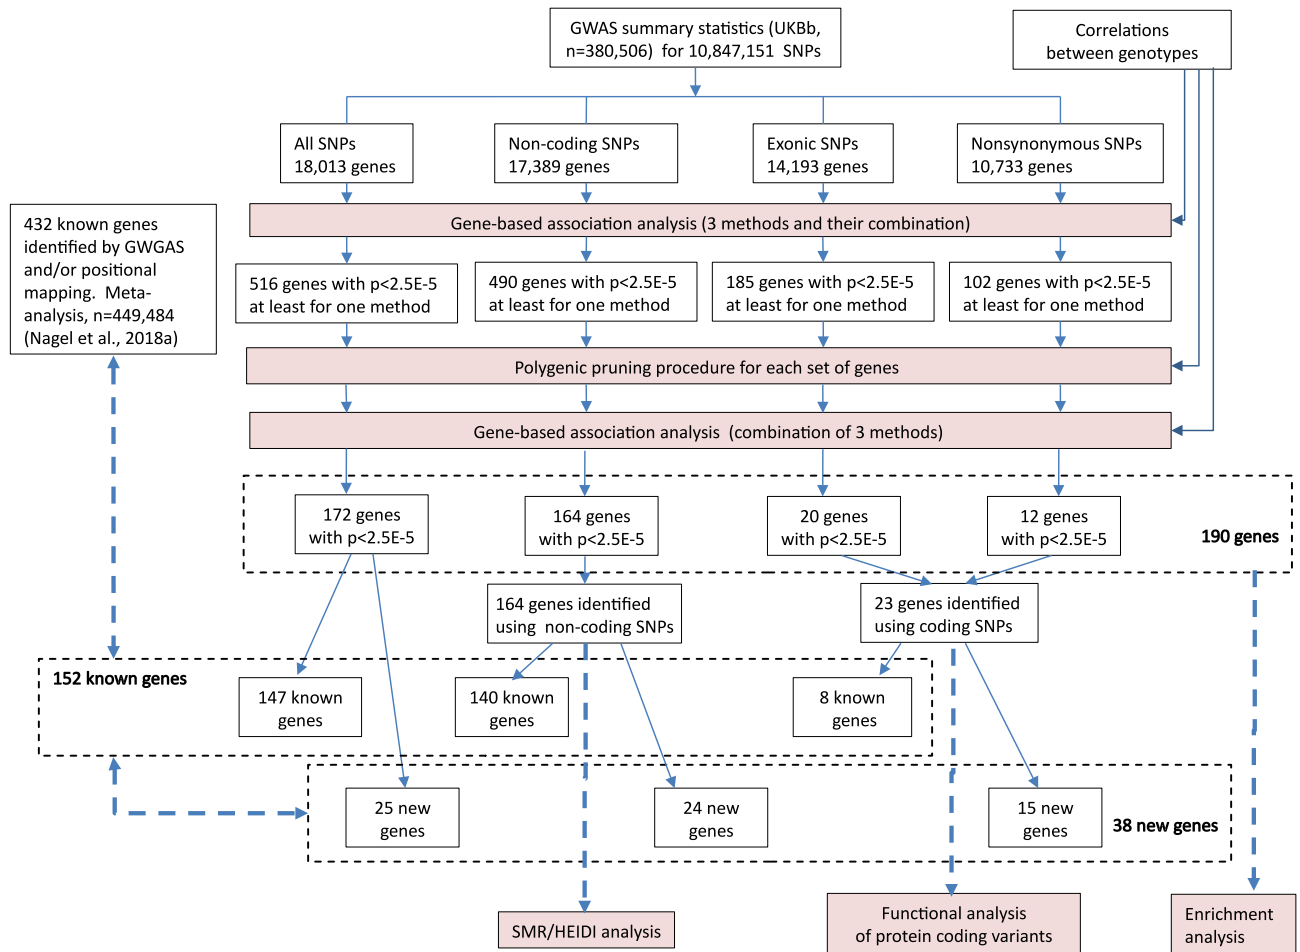 GWAS summary statistics (UKBb,
n=380,506) for 10,847,151 SNPs
Correlations
between genotypes
All SNPs
18,013 genes
Non-coding SNPs
17,389 genes
Exonic SNPs
14,193 genes
Nonsynonymous SNPs
10,733 genes
432 known genes
identified by GWGAS
and/or positional
mapping. Meta-
analysis, n=449,484
(Nagel et al., 2018a)
Gene-based association analysis (3 methods and their combination)
516 genes with p<2.5E-5
at least for one method
490 genes with p<2.5E-5
at least for one method
185 genes with p<2.5E-5
at least for one method
102 genes with p<2.5E-5
at least for one method
Polygenic pruning procedure for each set of genes
Gene-based association analysis (combination of 3 methods)
172 genes
with p<2.5E-5
164 genes
with p<2.5E-5
20 genes
with p<2.5E-5
12 genes
with p<2.5E-5
190 genes
164 genes identified
using non-coding SNPs
23 genes identified
using coding SNPs
152 known genes
147 known
genes
140 known
genes
8 known
genes
25 new
genes
24 new
genes
15 new
genes
38 new genes
SMR/HEIDI analysis
Functional analysis
of protein coding variants
Enrichment
analysis